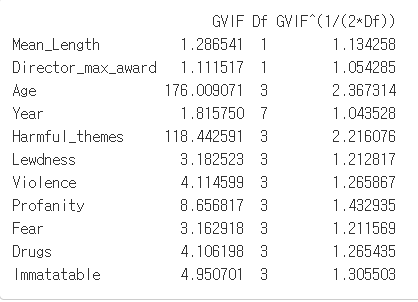 GVIF Df GVIF^(1/(2*Df))
Mean_Length 1.286541 1 1.134258
Director_max_award 1.111517 1 1.054285
Age 176.009071 3 2.367314
Year 1.815750 7 1.043528
Harmful_themes 118.442591 3 2.216076
Lewdness 3.182523 3 1.212817
Violence 4.114599 3 1.265867
Profanity 8.656817 3 1.432935
Fear 3.162918 3 1.211569
Drugs 4.106198 3 1.265435
Immatatable 4.950701 3 1.305503